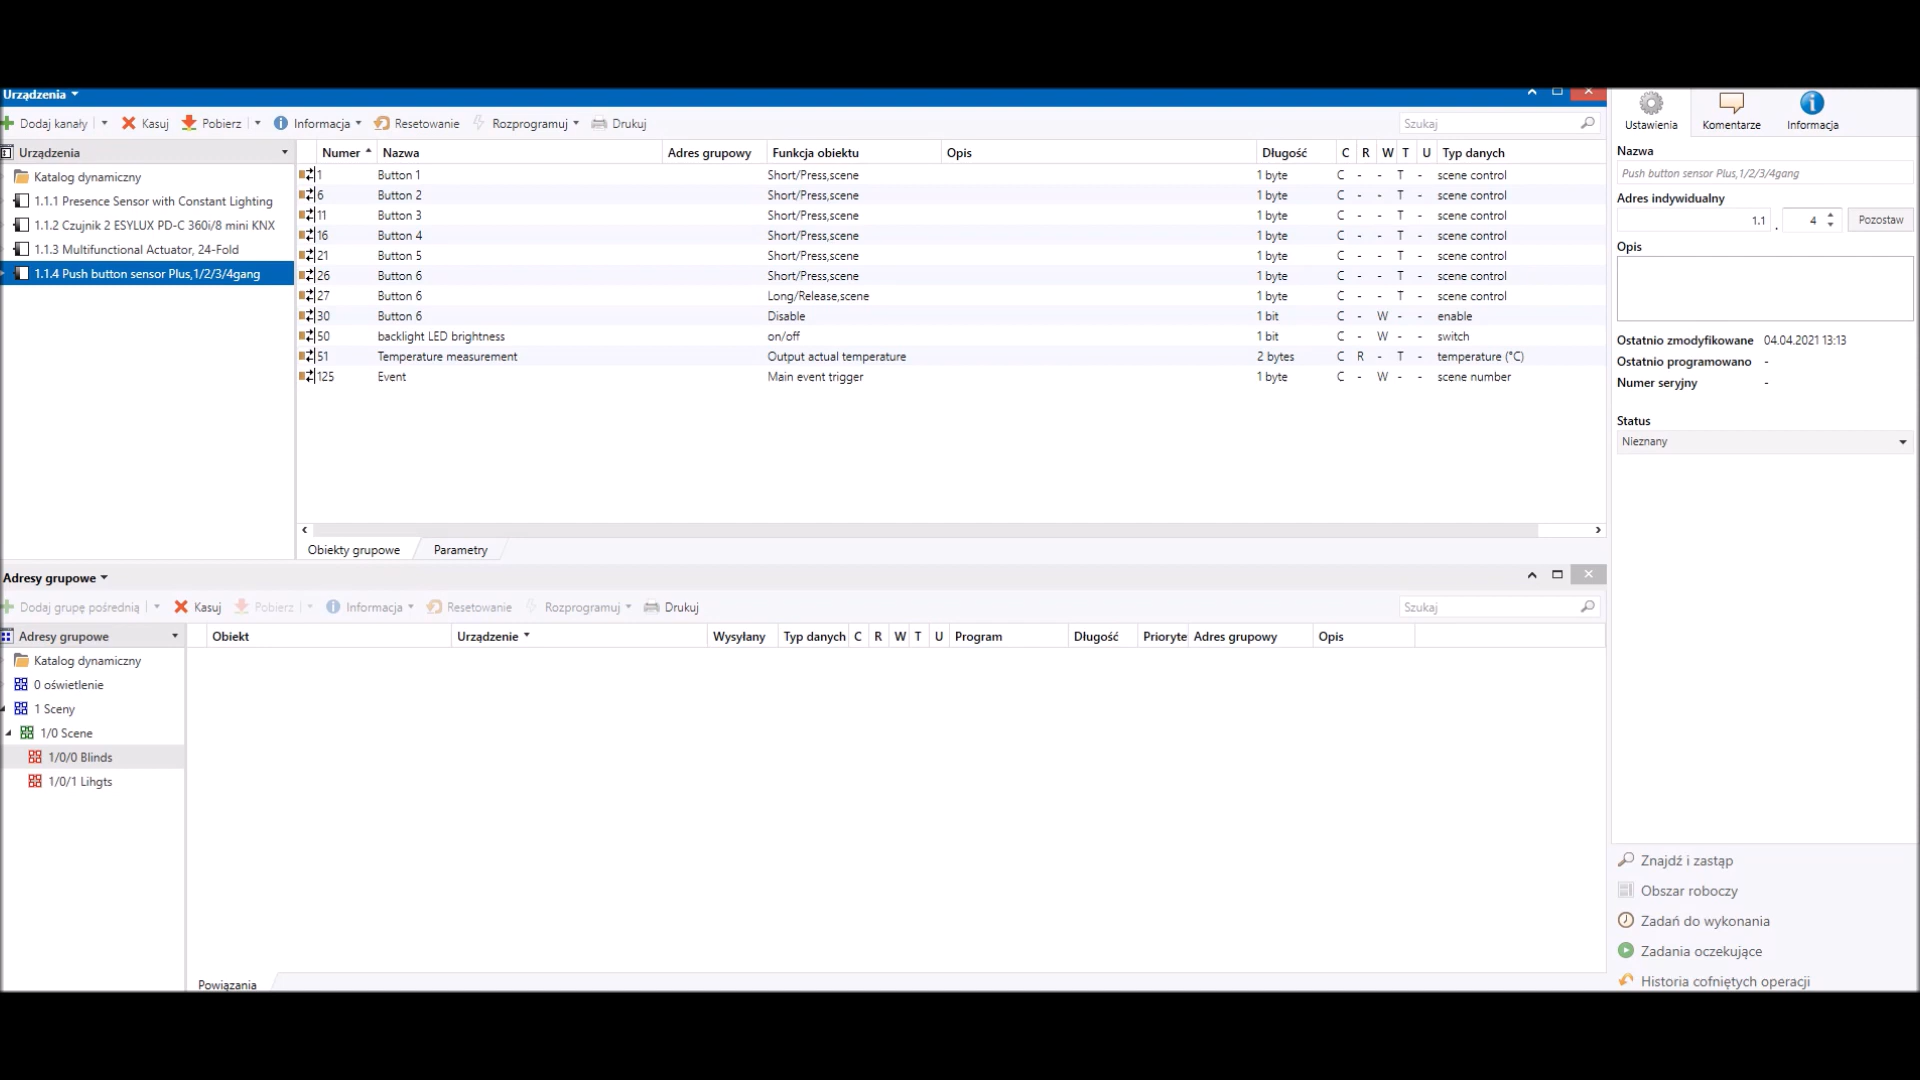 Urządzenia
Dodaj kanały Kasuj Pobierz Informacja Resetowanie Rozprogramuj Drukuj Szukaj
Urządzenia
Katalog dynamiczny
1.1.1 Presence Sensor with Constant Lighting
1.1.2 Czujnik 2 ESYLUX PD-C 360i/8 mini KNX
1.1.3 Multifunctional Actuator, 24-Fold
1.1.4 Push button sensor Plus,1/2/3/4gang
Numer Nazwa Adres grupowy Funkcja obiektu Opis Długość C R W T U Typ danych
1 Button 1 Short/Press,scene 1 byte C - - T - scene control
6 Button 2 Short/Press,scene 1 byte C - - T - scene control
11 Button 3 Short/Press,scene 1 byte C - - T - scene control
16 Button 4 Short/Press,scene 1 byte C - - T - scene control
21 Button 5 Short/Press,scene 1 byte C - - T - scene control
26 Button 6 Short/Press,scene 1 byte C - - T - scene control
27 Button 6 Long/Release,scene 1 byte C - - T - scene control
30 Button 6 Disable 1 bit C - W - - enable
50 backlight LED brightness on/off 1 bit C - W - - switch
51 Temperature measurement Output actual temperature 2 bytes C R - T - temperature (°C)
125 Event Main event trigger 1 byte C - W - - scene number
Obiekty grupowe Parametry
Adresy grupowe
Dodaj grupę pośrednią Kasuj Pobierz Informacja Resetowanie Rozprogramuj Drukuj Szukaj
Adresy grupowe
Katalog dynamiczny
0 oświetlenie
1 Sceny
1/0 Scene
1/0/0 Blinds
1/0/1 Lihgts
Obiekt Urządzenie Wysyłany Typ danych C R W T U Program Długość Prioryte Adres grupowy Opis
Powiązania
Ustawienia Komentarze Informacja
Nazwa
Push button sensor Plus,1/2/3/4gang
Adres indywidualny
1.1 . 4 Pozostaw
Opis
Ostatnio zmodyfikowane 04.04.2021 13:13
Ostatnio programowano -
Numer seryjny -
Status
Nieznany
Znajdź i zastąp
Obszar roboczy
Zadań do wykonania
Zadania oczekujące
Historia cofniętych operacji